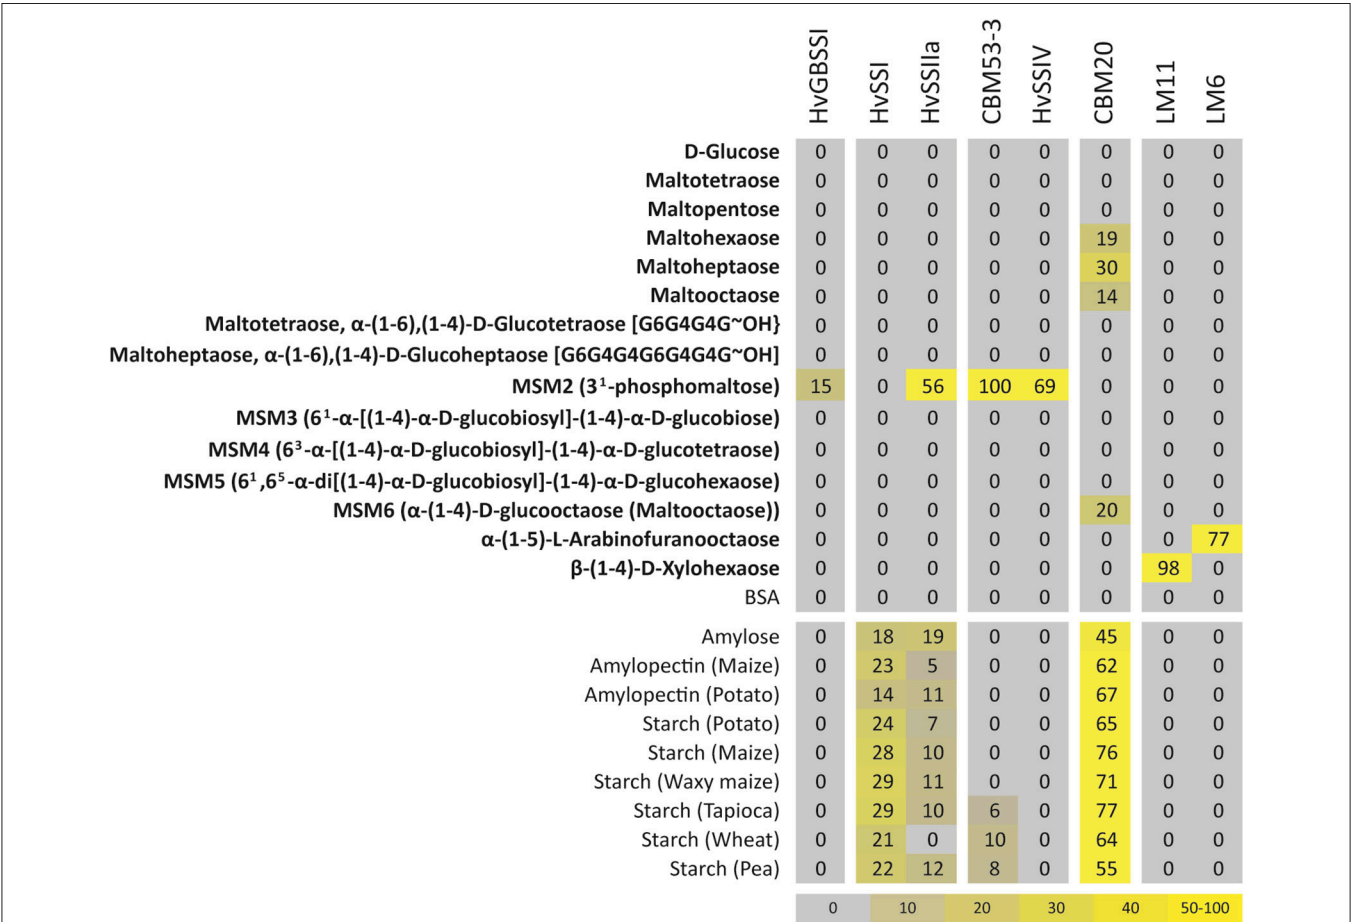 HvGBSSI HvSSI HvSSIIa CBM53-3 HvSSIV CBM20 LM11 LM6
D-Glucose 0 0 0 0 0 0 0 0
Maltotetraose 0 0 0 0 0 0 0 0
Maltopentose 0 0 0 0 0 0 0 0
Maltohexaose 0 0 0 0 0 19 0 0
Maltoheptaose 0 0 0 0 0 30 0 0
Maltooctaose 0 0 0 0 0 14 0 0
Maltotetraose, α-(1-6),(1-4)-D-Glucotetraose [G6G4G4G~OH} 0 0 0 0 0 0 0 0
Maltoheptaose, α-(1-6),(1-4)-D-Glucoheptaose [G6G4G4G6G4G4G~OH] 0 0 0 0 0 0 0 0
MSM2 (3¹-phosphomaltose) 15 0 56 100 69 0 0 0
MSM3 (6¹-α-[(1-4)-α-D-glucobiosyl]-(1-4)-α-D-glucobiose) 0 0 0 0 0 0 0 0
MSM4 (6³-α-[(1-4)-α-D-glucobiosyl]-(1-4)-α-D-glucotetraose) 0 0 0 0 0 0 0 0
MSM5 (6¹,6⁵-α-di[(1-4)-α-D-glucobiosyl]-(1-4)-α-D-glucohexaose) 0 0 0 0 0 0 0 0
MSM6 (α-(1-4)-D-glucooctaose (Maltooctaose)) 0 0 0 0 0 20 0 0
α-(1-5)-L-Arabinofuranooctaose 0 0 0 0 0 0 0 77
β-(1-4)-D-Xylohexaose 0 0 0 0 0 0 98 0
BSA 0 0 0 0 0 0 0 0
Amylose 0 18 19 0 0 45 0 0
Amylopectin (Maize) 0 23 5 0 0 62 0 0
Amylopectin (Potato) 0 14 11 0 0 67 0 0
Starch (Potato) 0 24 7 0 0 65 0 0
Starch (Maize) 0 28 10 0 0 76 0 0
Starch (Waxy maize) 0 29 11 0 0 71 0 0
Starch (Tapioca) 0 29 10 6 0 77 0 0
Starch (Wheat) 0 21 0 10 0 64 0 0
Starch (Pea) 0 22 12 8 0 55 0 0
0 10 20 30 40 50-100